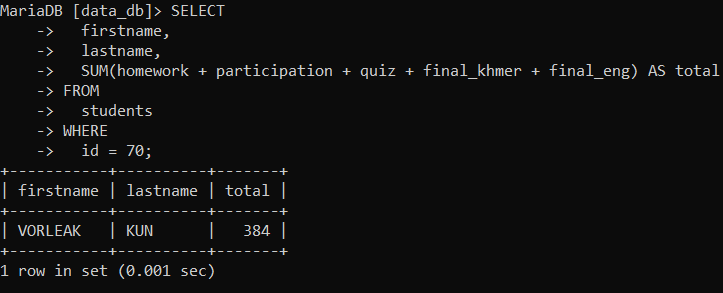 MariaDB [data_db]> SELECT
    ->   firstname,
    ->   lastname,
    ->   SUM(homework + participation + quiz + final_khmer + final_eng) AS total
    -> FROM
    ->   students
    -> WHERE
    ->   id = 70;
+-----------+----------+-------+
| firstname | lastname | total |
+-----------+----------+-------+
| VORLEAK   | KUN      |   384 |
+-----------+----------+-------+
1 row in set (0.001 sec)